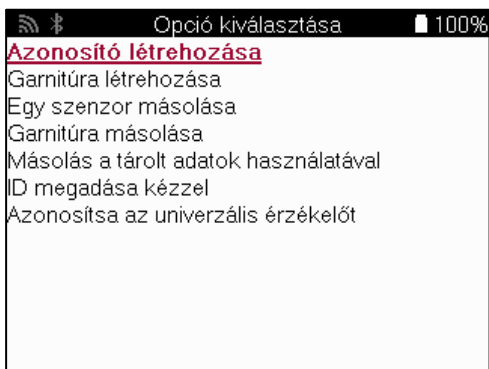 Opció kiválasztása 100%
Azonosító létrehozása
Garnitúra létrehozása
Egy szenzor másolása
Garnitúra másolása
Másolás a tárolt adatok használatával
ID megadása kézzel
Azonosítsa az univerzális érzékelőt